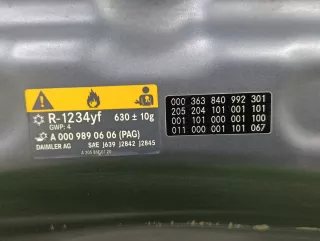 R-1234yf 630 ± 10g
GWP: 4
A 000 989 06 06 (PAG)
DAIMLER AG SAE J639 J2842 J2845
000 363 840 992 301
205 204 101 001 101
001 101 000 001 100
011 000 001 101 067